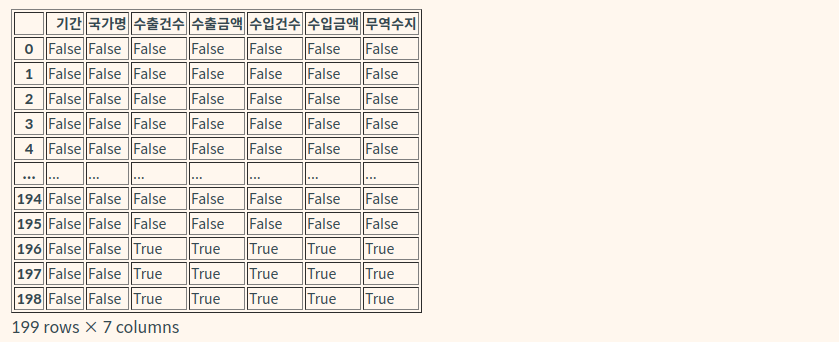 기간 국가명 수출건수 수출금액 수입건수 수입금액 무역수지
0 False False False False False False False
1 False False False False False False False
2 False False False False False False False
3 False False False False False False False
4 False False False False False False False
... ... ... ... ... ... ... ...
194 False False False False False False False
195 False False False False False False False
196 False False True True True True True
197 False False True True True True True
198 False False True True True True True
199 rows × 7 columns